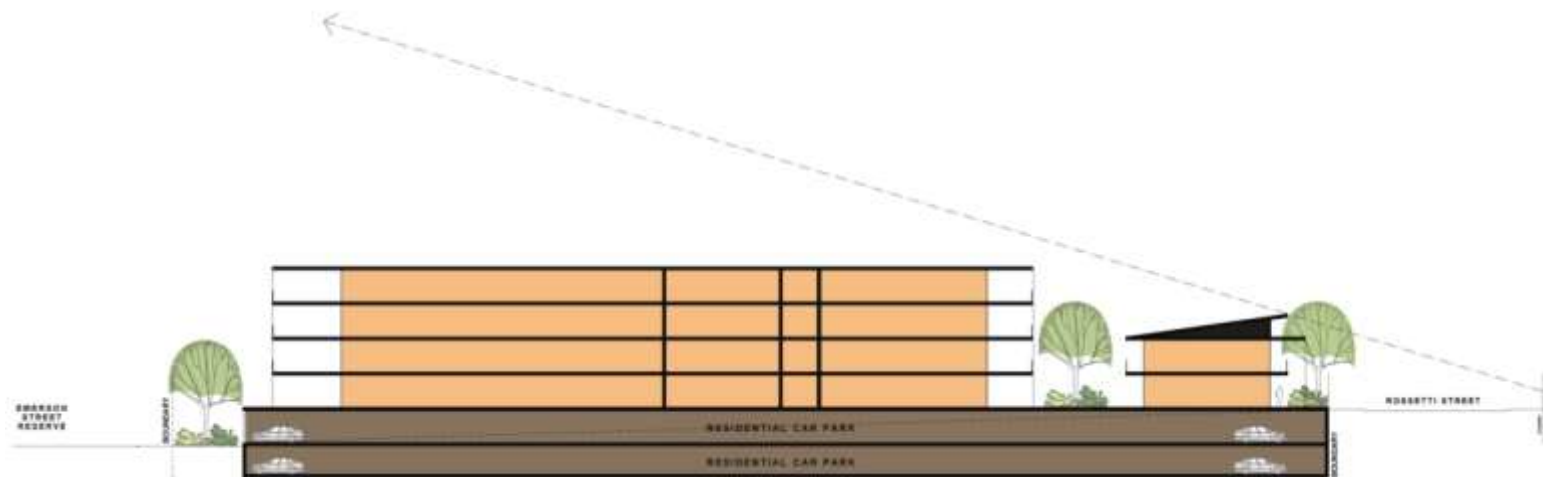 EMERSON
STREET
RESERVE
BOUNDARY
ROSSETTI STREET
RESIDENTIAL CAR PARK
RESIDENTIAL CAR PARK
BOUNDARY